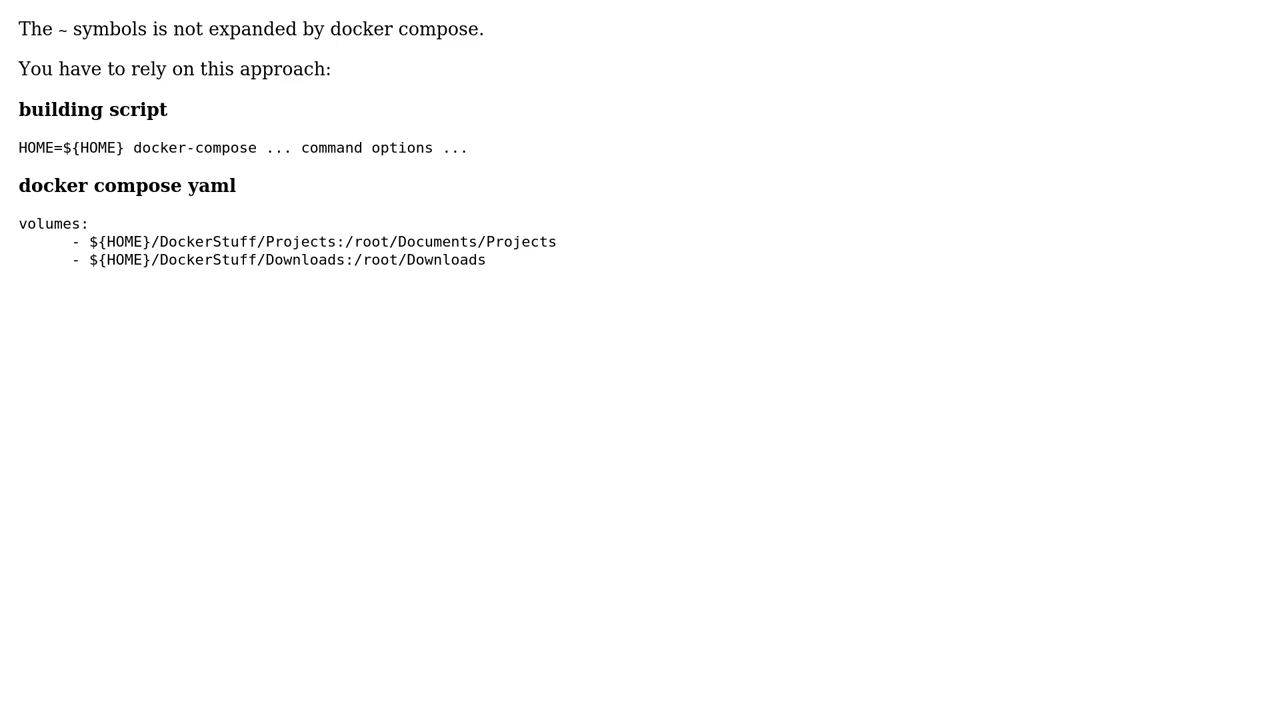 The ~ symbols is not expanded by docker compose.
You have to rely on this approach:
building script
HOME=${HOME} docker-compose ... command options ...
docker compose yaml
volumes:
      - ${HOME}/DockerStuff/Projects:/root/Documents/Projects
      - ${HOME}/DockerStuff/Downloads:/root/Downloads